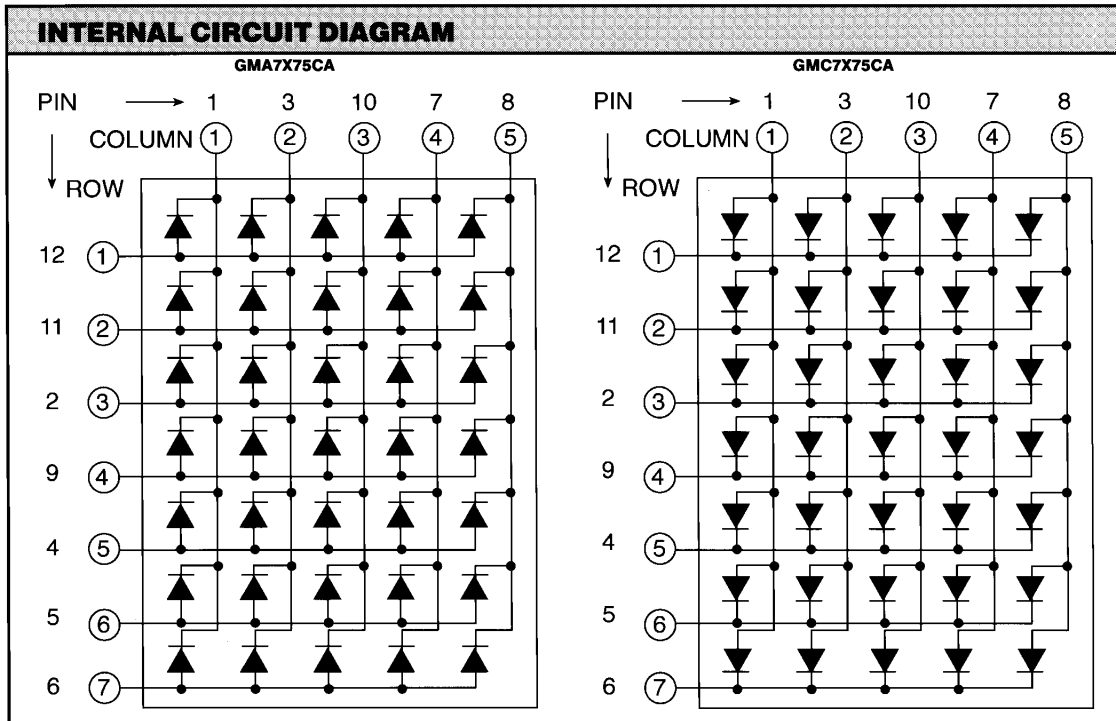 INTERNAL CIRCUIT DIAGRAM
GMA7X75CA
PIN 1 3 10 7 8
COLUMN 1 2 3 4 5
ROW
12 1
11 2
2 3
9 4
4 5
5 6
6 7
GMC7X75CA
PIN 1 3 10 7 8
COLUMN 1 2 3 4 5
ROW
12 1
11 2
2 3
9 4
4 5
5 6
6 7